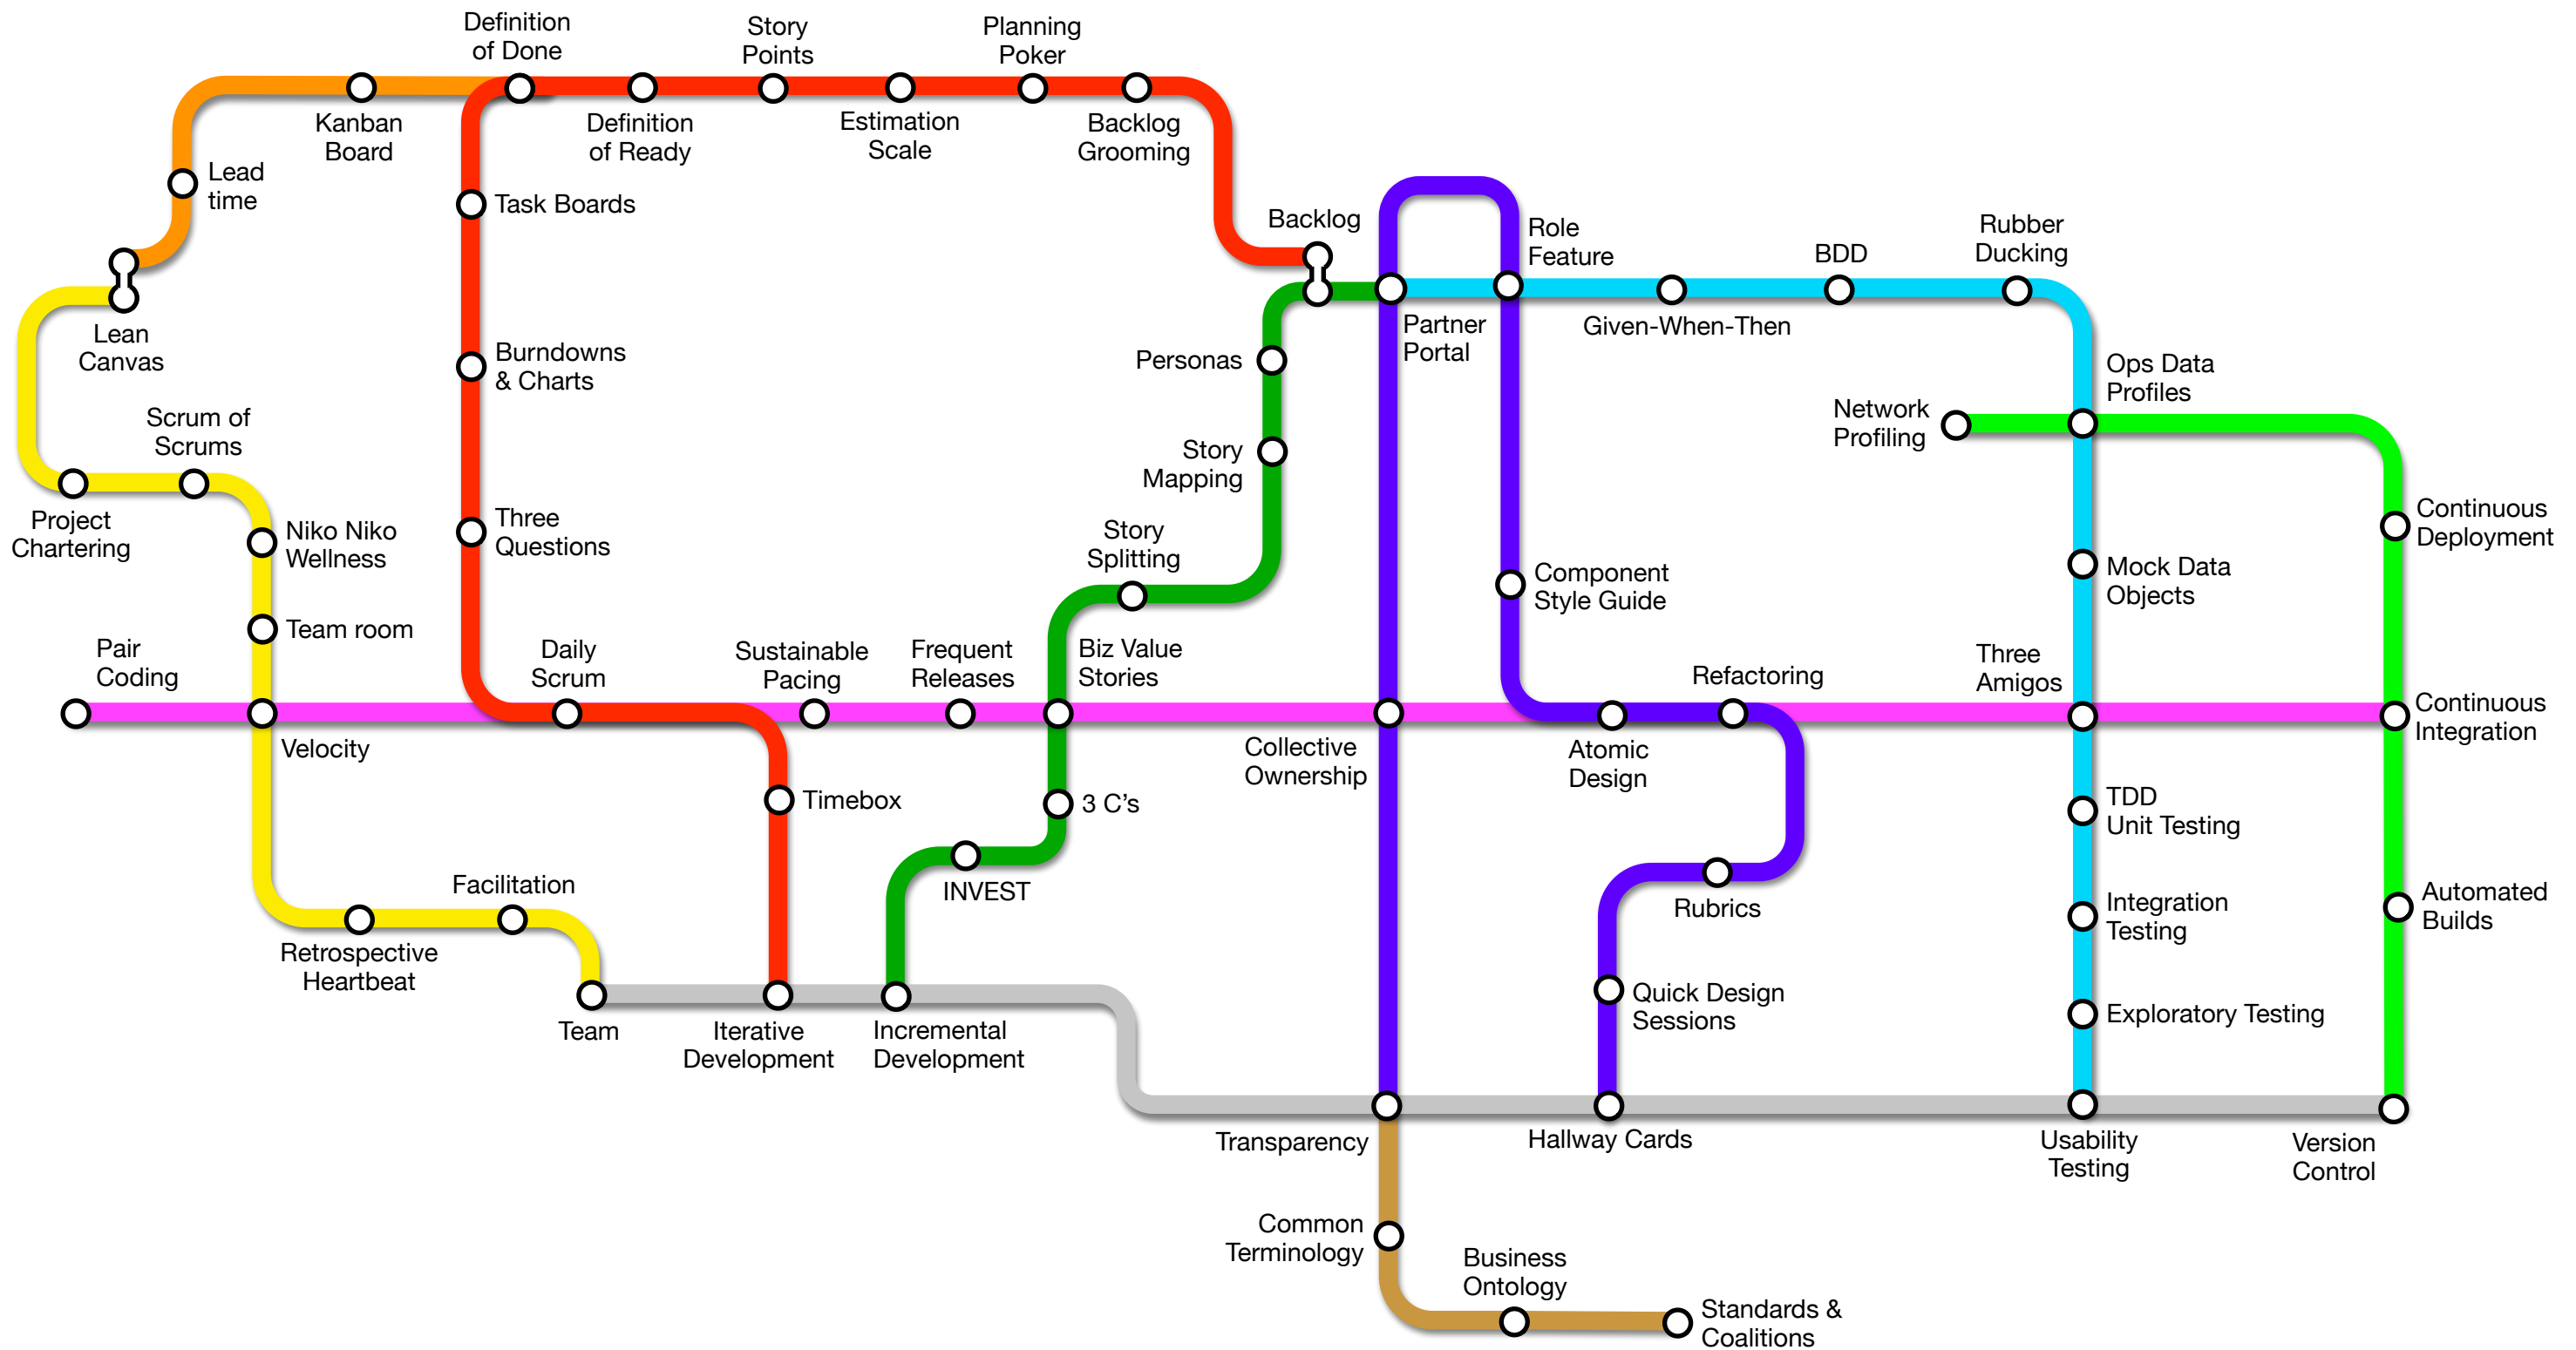 Definition
of Done
Story
Points
Planning
Poker
Kanban
Board
Definition
of Ready
Estimation
Scale
Backlog
Grooming
Lead
time
Task Boards
Backlog
Role
Feature
BDD
Rubber
Ducking
Lean
Canvas
Burndowns
& Charts
Personas
Partner
Portal
Given-When-Then
Ops Data
Profiles
Network
Profiling
Scrum of
Scrums
Story
Mapping
Project
Chartering
Niko Niko
Wellness
Three
Questions
Story
Splitting
Component
Style Guide
Mock Data
Objects
Continuous
Deployment
Team room
Pair
Coding
Daily
Scrum
Sustainable
Pacing
Frequent
Releases
Biz Value
Stories
Refactoring
Three
Amigos
Continuous
Integration
Velocity
Collective
Ownership
Atomic
Design
Timebox
3 C's
TDD
Unit Testing
Facilitation
INVEST
Rubrics
Integration
Testing
Automated
Builds
Retrospective
Heartbeat
Quick Design
Sessions
Exploratory Testing
Team
Iterative
Development
Incremental
Development
Transparency
Hallway Cards
Usability
Testing
Version
Control
Common
Terminology
Business
Ontology
Standards &
Coalitions